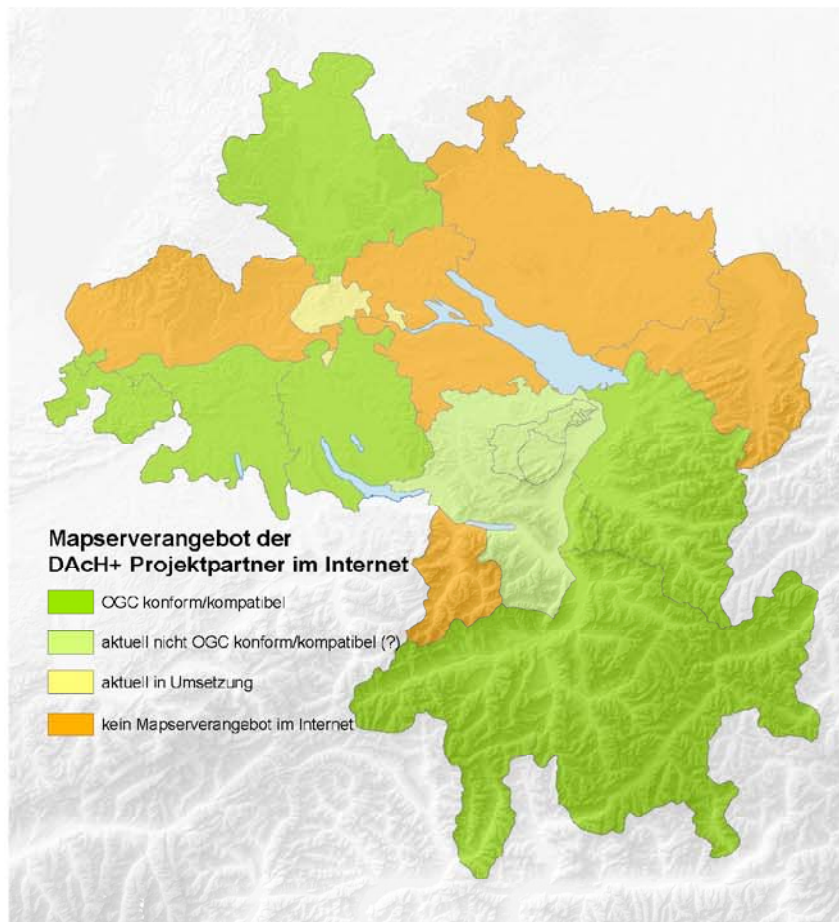 Mapserverangebot der
DAcH+ Projektpartner im Internet
OGC konform/kompatibel
aktuell nicht OGC konform/kompatibel (?)
aktuell in Umsetzung
kein Mapserverangebot im Internet